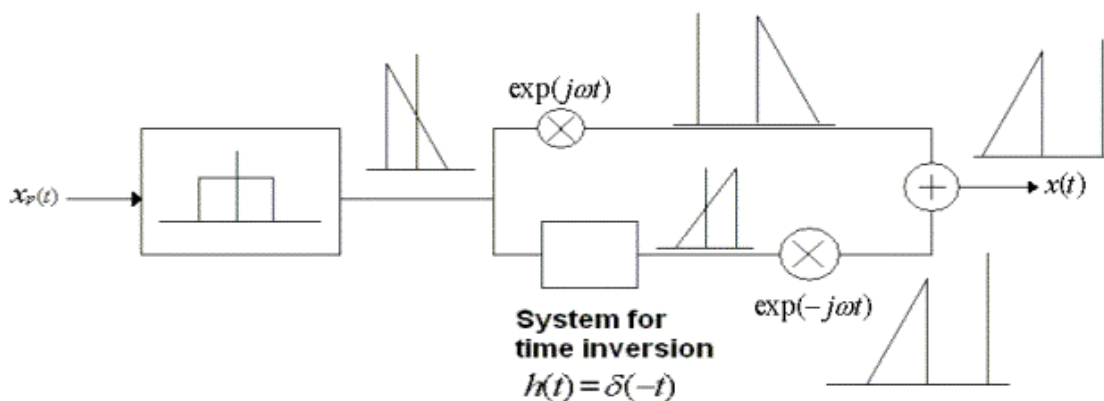 exp(jωt)
x_p(t)
x(t)
exp(−jωt)
System for
time inversion
h(t) = δ(−t)